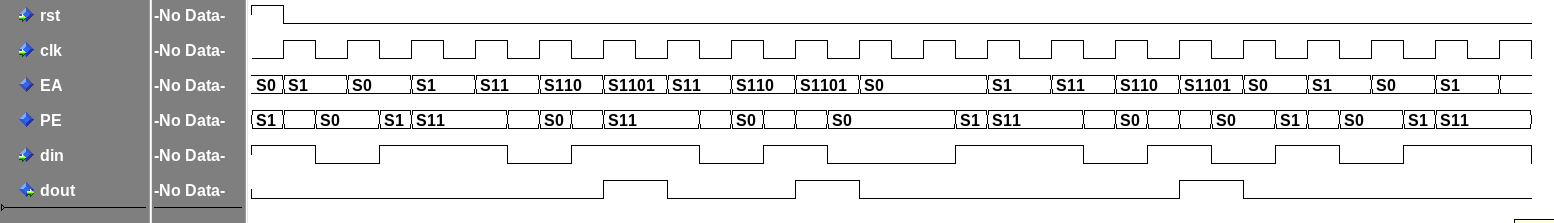 rst -No Data-
clk -No Data-
EA -No Data- S0 S1 S0 S1 S11 S110 S1101 S11 S110 S1101 S0 S1 S11 S110 S1101 S0 S1 S0 S1
PE -No Data- S1 S0 S1 S11 S0 S11 S0 S0 S1 S11 S0 S0 S1 S0 S1 S11
din -No Data-
dout -No Data-